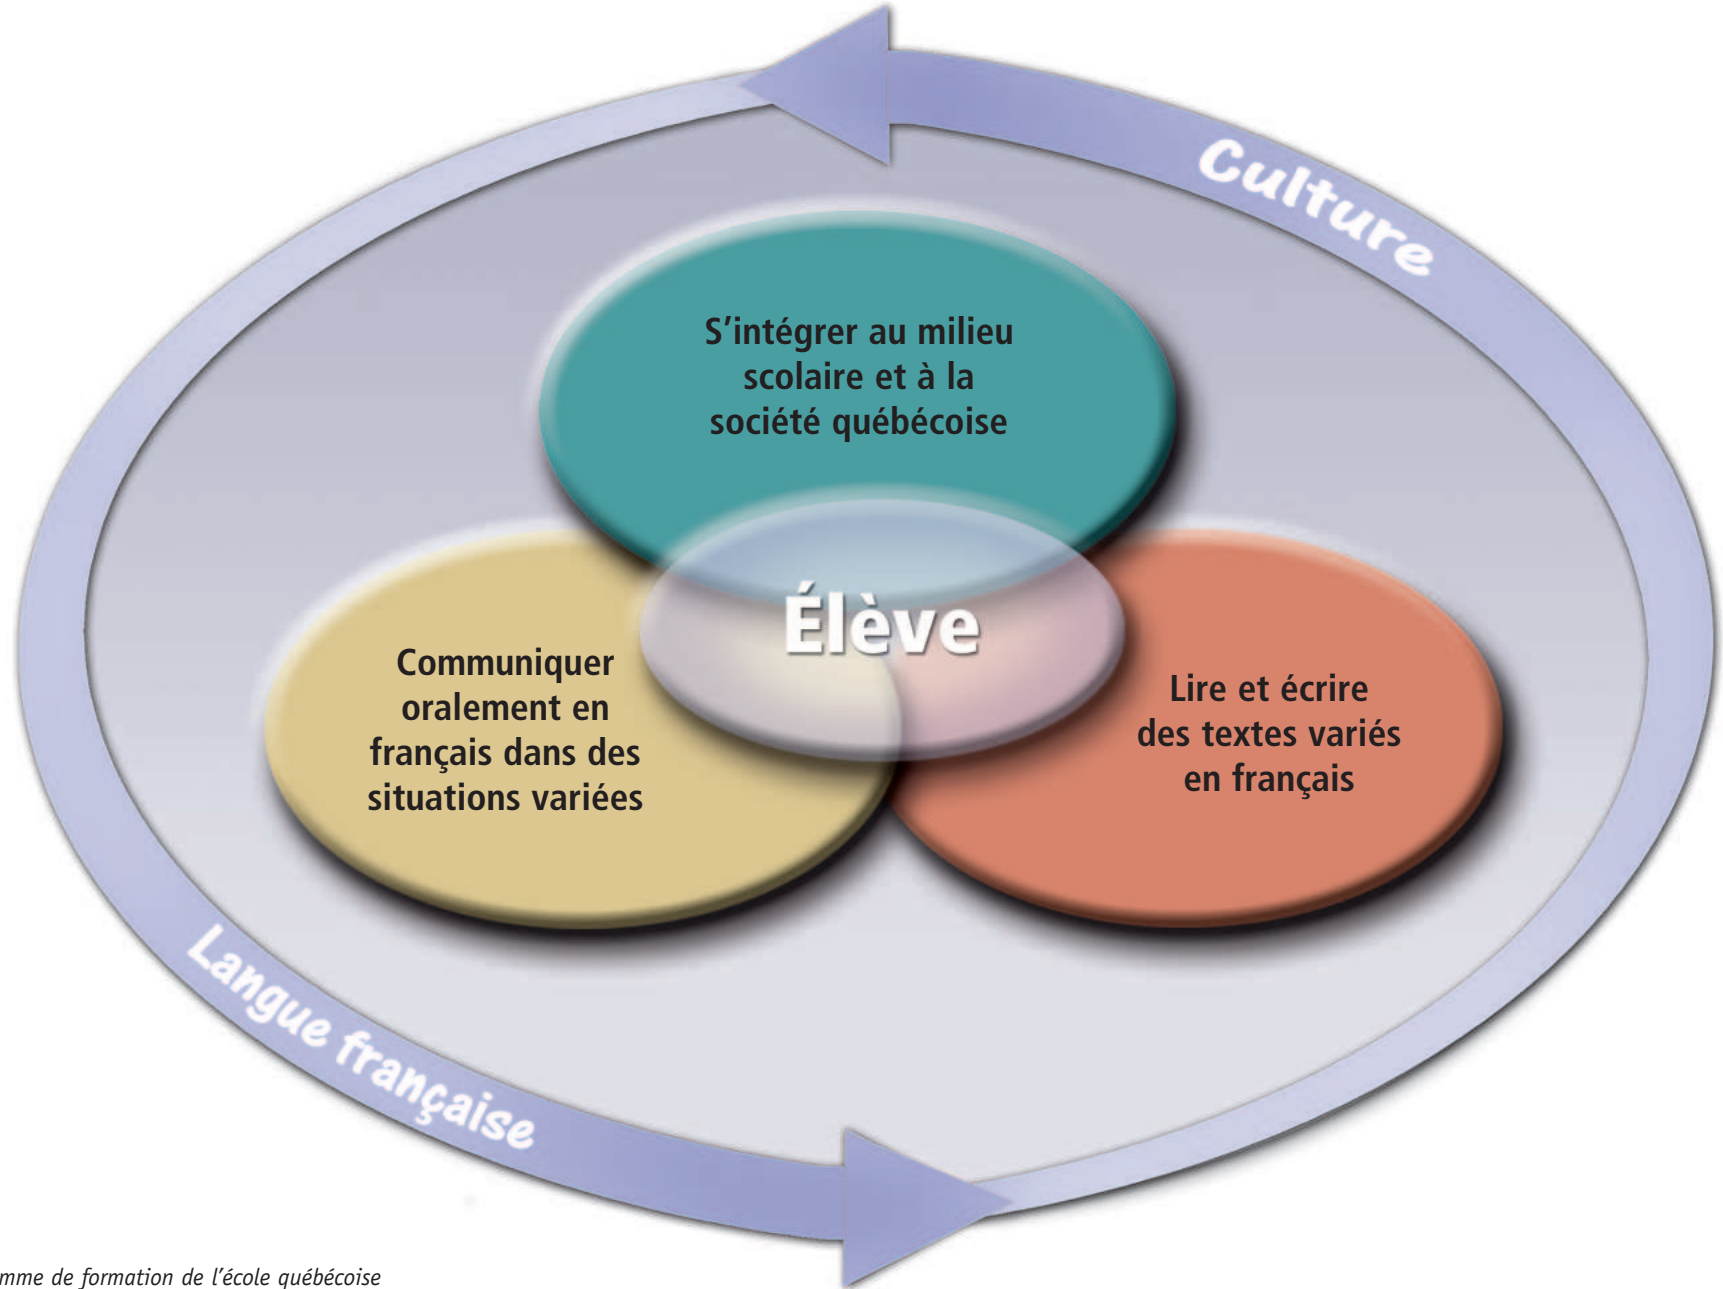 Culture
S’intégrer au milieu
scolaire et à la
société québécoise
Élève
Communiquer
oralement en
français dans des
situations variées
Lire et écrire
des textes variés
en français
Langue française
mme de formation de l’école québécoise